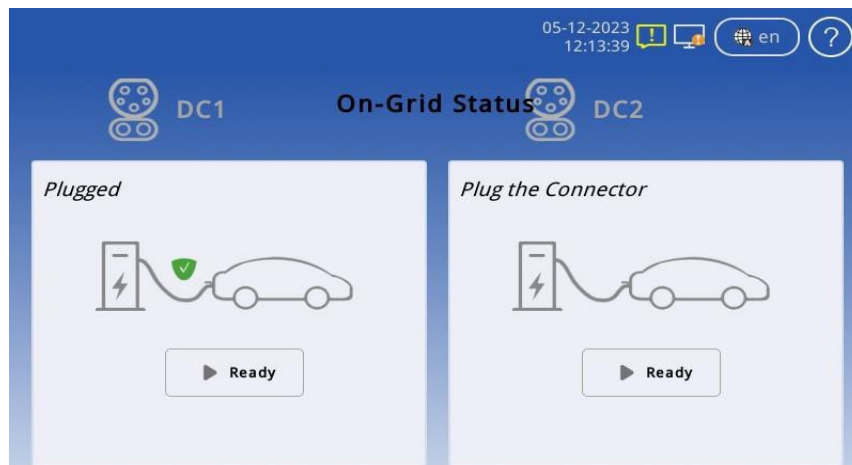 05-12-2023
12:13:39
en
?
DC1
On-Grid Status
DC2
Plugged
Plug the Connector
Ready
Ready